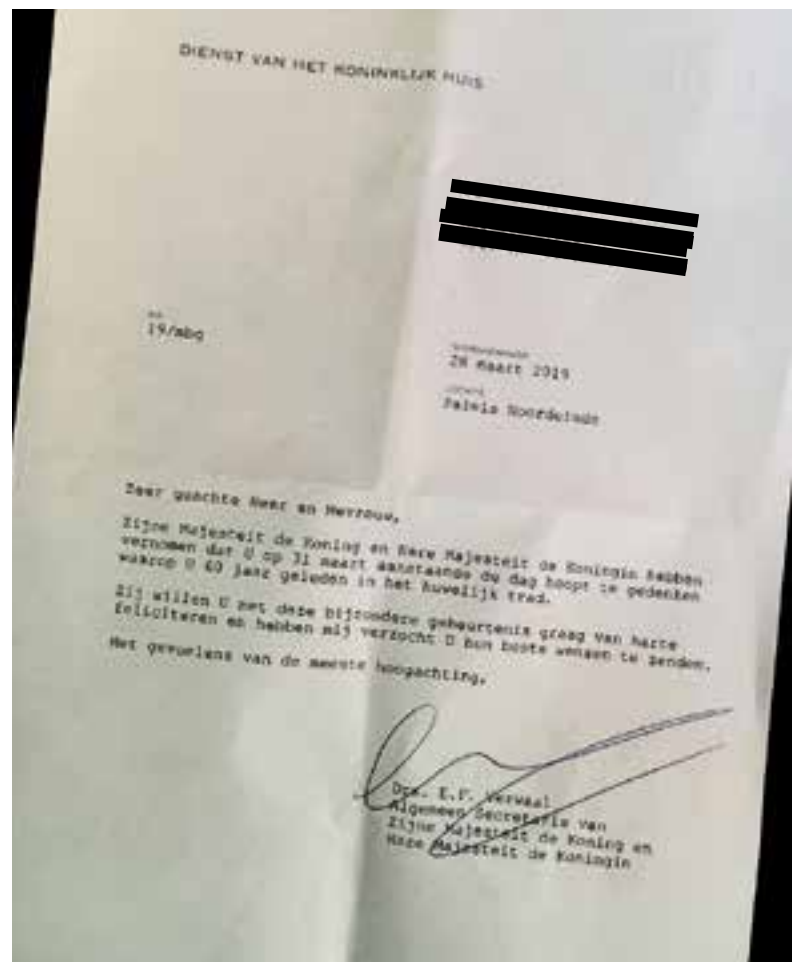 DIENST VAN HET KONINKLIJK HUIS
19/mbg
28 maart 2019
Paleis Noordeinde
Zeer geachte Heer en Mevrouw,
Zijne Majesteit de Koning en Hare Majesteit de Koningin hebben
vernomen dat U op 31 maart aanstaande de dag hoopt te gedenken
waarop U 60 jaar geleden in het huwelijk trad.
Zij willen U met deze bijzondere gebeurtenis graag van harte
feliciteren en hebben mij verzocht U hun beste wensen te zenden.
Met gevoelens van de meeste hoogachting,
Drs. E.F. Verwaal
Algemeen Secretaris van
Zijne Majesteit de Koning en
Hare Majesteit de Koningin